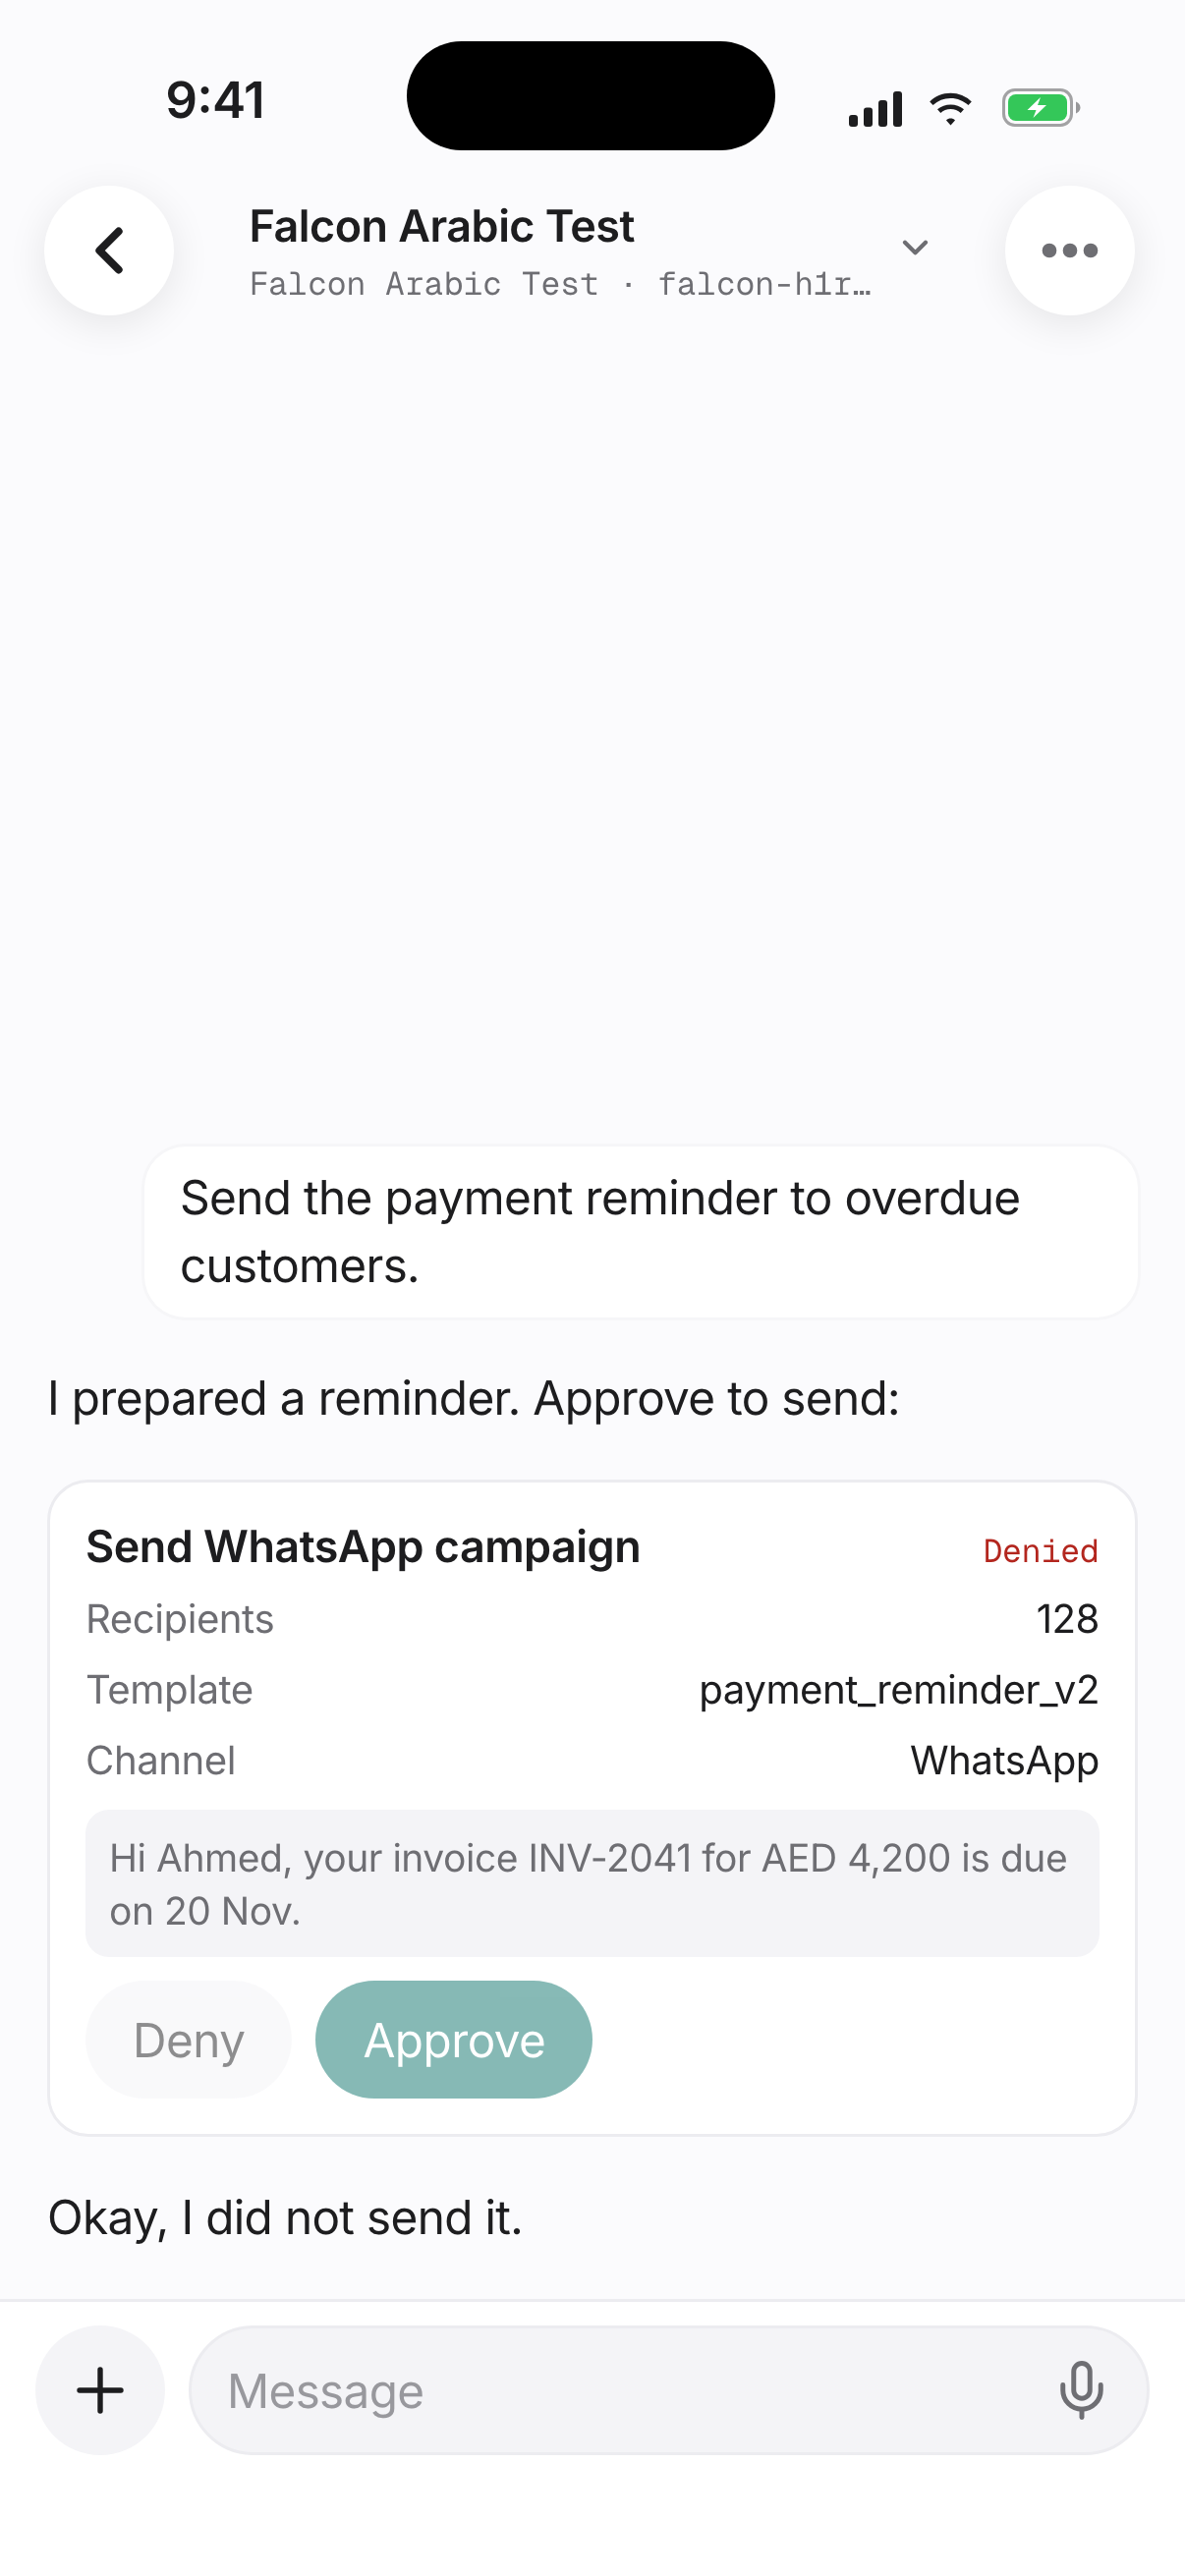 9:41
Falcon Arabic Test
Falcon Arabic Test · falcon-h1r…
Send the payment reminder to overdue
customers.
I prepared a reminder. Approve to send:
Send WhatsApp campaign Denied
Recipients 128
Template payment_reminder_v2
Channel WhatsApp
Hi Ahmed, your invoice INV-2041 for AED 4,200 is due
on 20 Nov.
Deny Approve
Okay, I did not send it.
Message